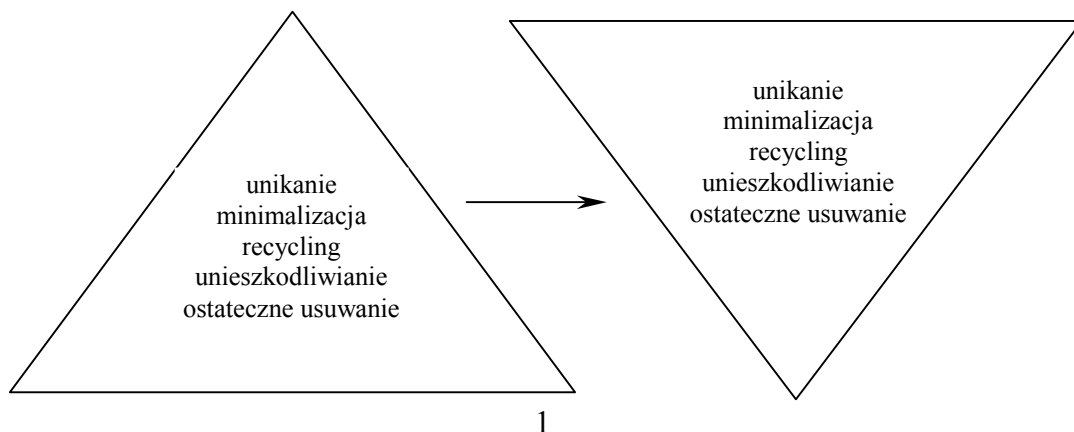 unikanie
minimalizacja
recycling
unieszkodliwianie
ostateczne usuwanie
unikanie
minimalizacja
recycling
unieszkodliwianie
ostateczne usuwanie
1